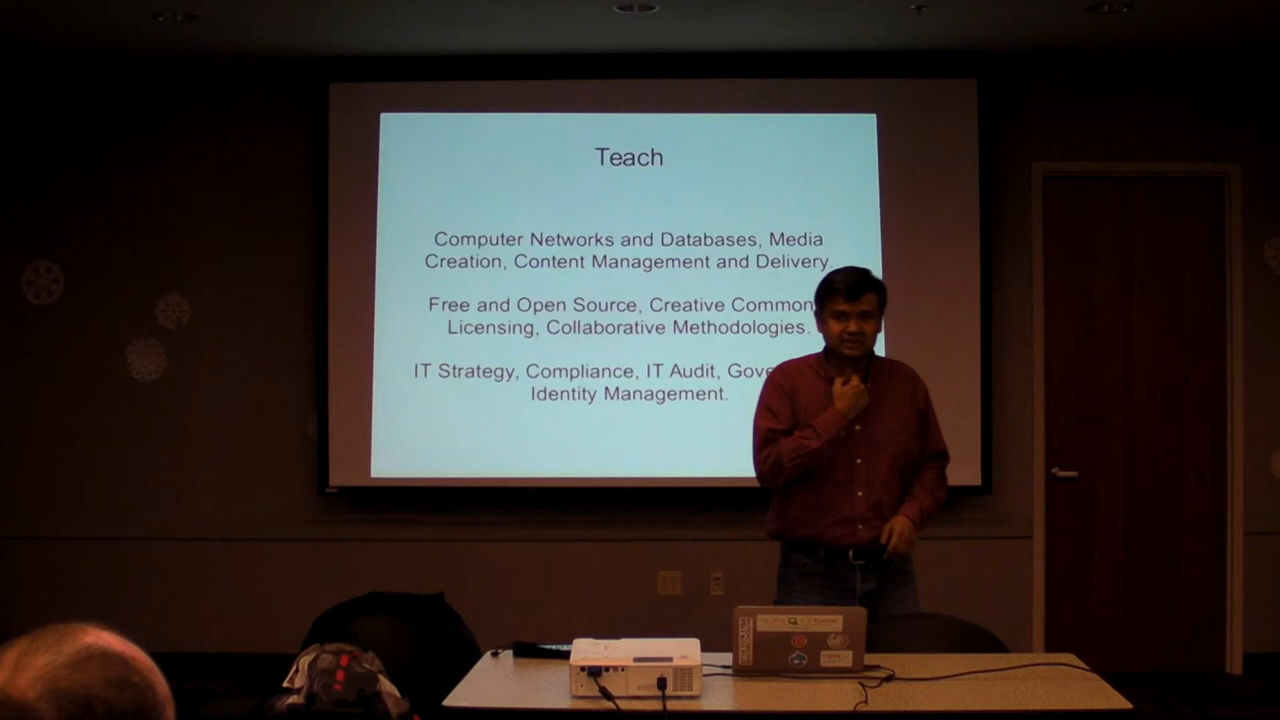 Teach
Computer Networks and Databases, Media
Creation, Content Management and Delivery.
Free and Open Source, Creative Common
Licensing, Collaborative Methodologies.
IT Strategy, Compliance, IT Audit, Gove
Identity Management.